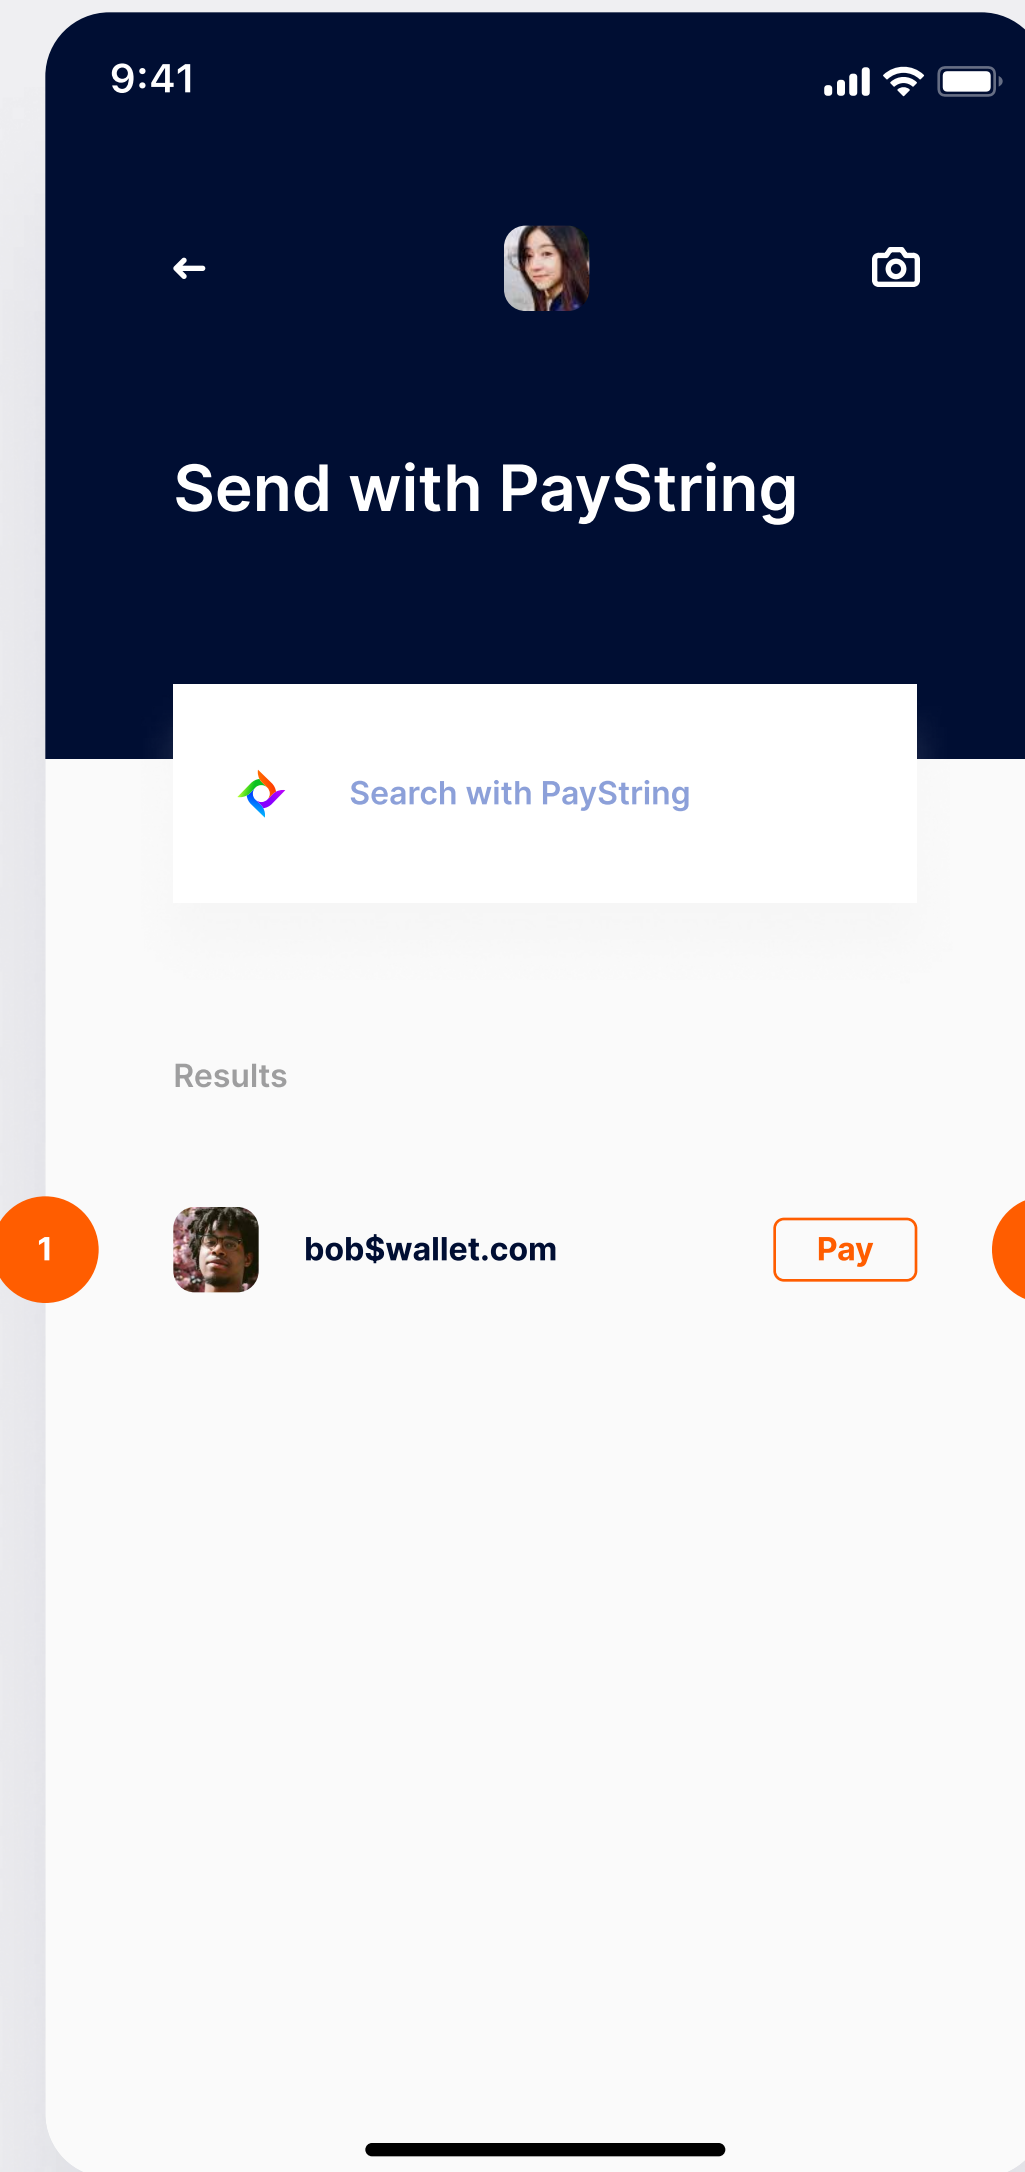 9:41
Send with PayString
Search with PayString
Results
1
bob$wallet.com
Pay